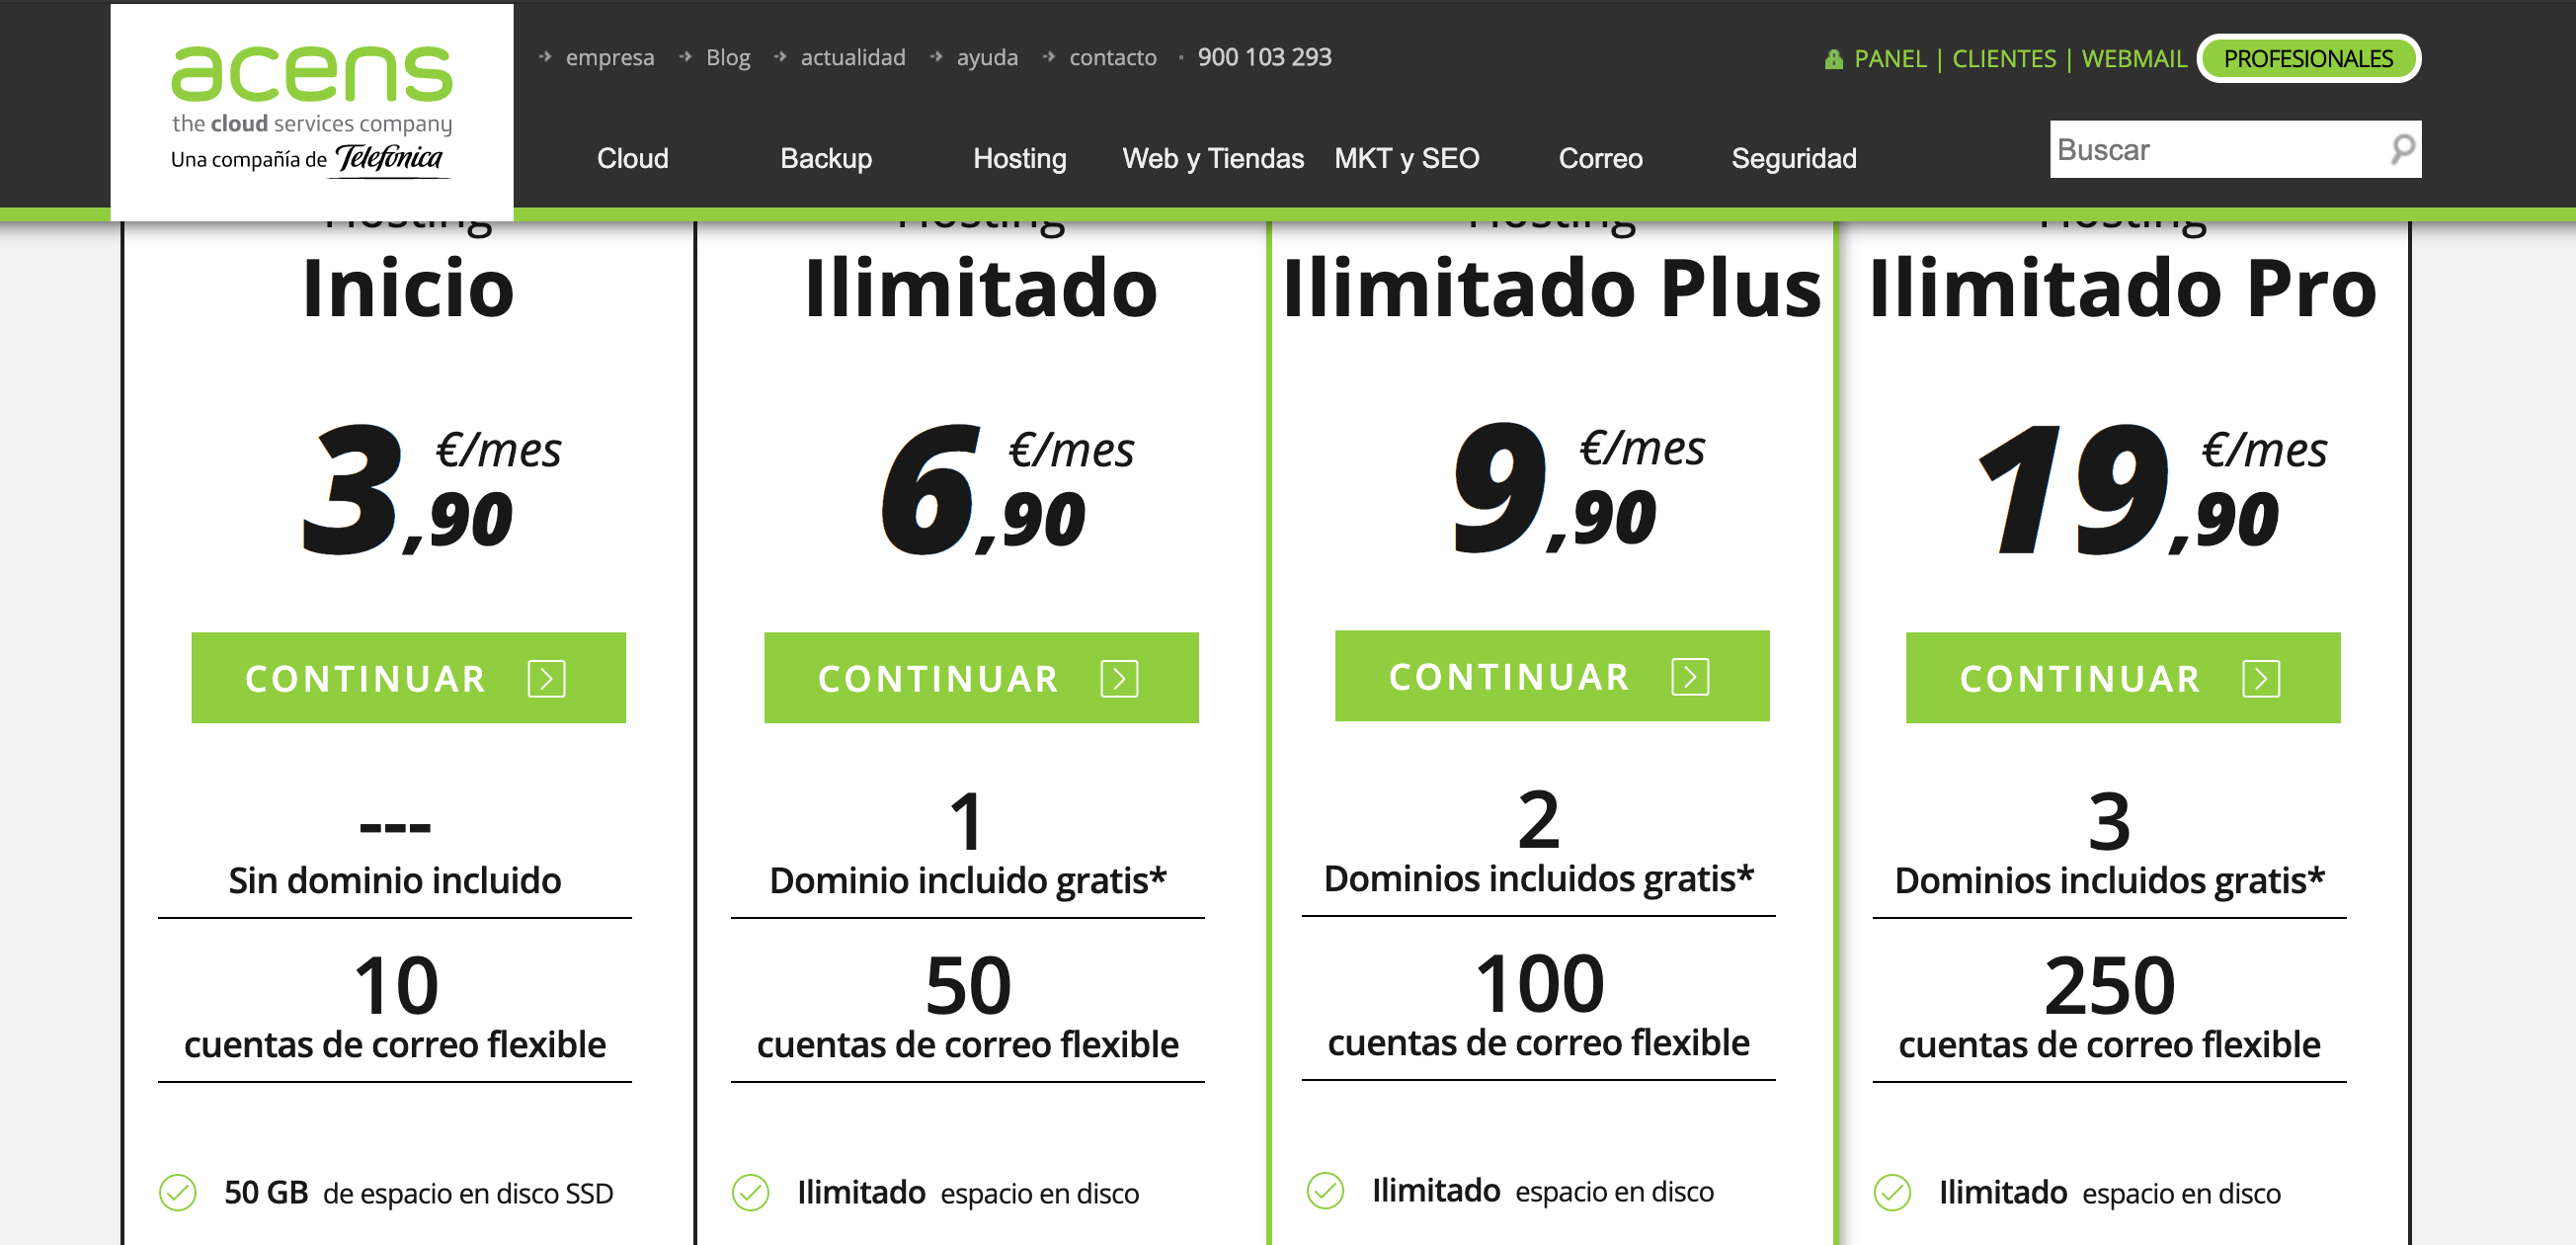 acens
the cloud services company
Una compañía de Telefónica
empresa Blog actualidad ayuda contacto · 900 103 293
PANEL | CLIENTES | WEBMAIL PROFESIONALES
Cloud Backup Hosting Web y Tiendas MKT y SEO Correo Seguridad
Buscar
Hosting
Inicio
3,90 €/mes
CONTINUAR
---
Sin dominio incluido
10
cuentas de correo flexible
50 GB de espacio en disco SSD
Hosting
Ilimitado
6,90 €/mes
CONTINUAR
1
Dominio incluido gratis*
50
cuentas de correo flexible
Ilimitado espacio en disco
Hosting
Ilimitado Plus
9,90 €/mes
CONTINUAR
2
Dominios incluidos gratis*
100
cuentas de correo flexible
Ilimitado espacio en disco
Hosting
Ilimitado Pro
19,90 €/mes
CONTINUAR
3
Dominios incluidos gratis*
250
cuentas de correo flexible
Ilimitado espacio en disco